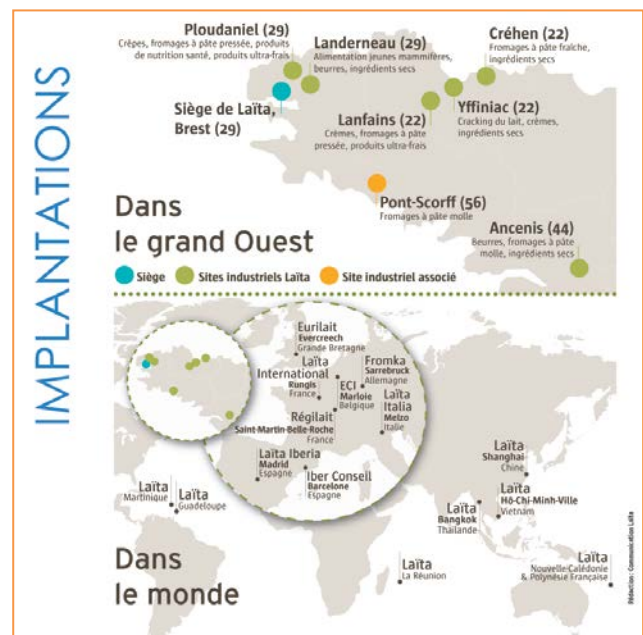 IMPLANTATIONS
Ploudaniel (29)
Crêpes, fromages à pâte pressée, produits
de nutrition santé, produits ultra-frais
Landerneau (29)
Alimentation jeunes mammifères,
beurres, ingrédients secs
Créhen (22)
Fromages à pâte fraîche,
ingrédients secs
Siège de Laïta,
Brest (29)
Lanfains (22)
Crèmes, fromages à pâte
pressée, produits ultra-frais
Yffiniac (22)
Cracking du lait, crèmes,
ingrédients secs
Pont-Scorff (56)
Fromages à pâte molle
Ancenis (44)
Beurres, fromages à pâte
molle, ingrédients secs
Dans
le grand Ouest
Siège
Sites industriels Laïta
Site industriel associé
Eurilait
Evercreech
Grande Bretagne
Laïta
International
Rungis
France
Fromka
Sarrebruck
Allemagne
ECI
Marloie
Belgique
Régilait
Saint-Martin-Belle-Roche
France
Laïta
Italia
Melzo
Italie
Laïta Iberia
Madrid
Espagne
Iber Conseil
Barcelone
Espagne
Laïta
Martinique
Laïta
Guadeloupe
Laïta
Shanghai
Chine
Laïta
Hô-Chi-Minh-Ville
Vietnam
Laïta
Bangkok
Thaïlande
Laïta
La Réunion
Laïta
Nouvelle-Calédonie
& Polynésie Française
Dans
le monde
Rédaction : Communication Laïta